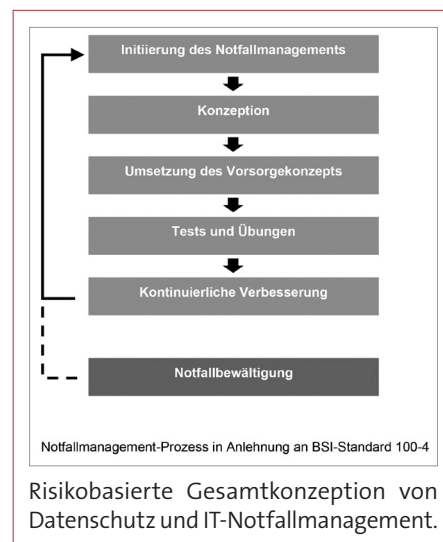 Initiierung des Notfallmanagements
Konzeption
Umsetzung des Vorsorgekonzepts
Tests und Übungen
Kontinuierliche Verbesserung
Notfallbewältigung
Notfallmanagement-Prozess in Anlehnung an BSI-Standard 100-4
Risikobasierte Gesamtkonzeption von
Datenschutz und IT-Notfallmanagement.